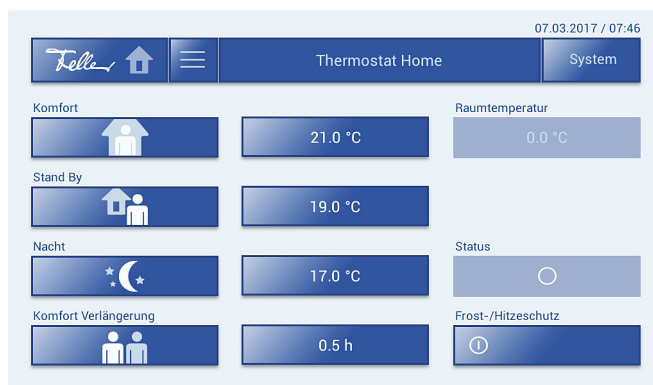 07.03.2017 / 07:46
Feller
Thermostat Home
System
Komfort
Raumtemperatur
21.0 °C
0.0 °C
Stand By
19.0 °C
Nacht
Status
17.0 °C
Komfort Verlängerung
Frost-/Hitzeschutz
0.5 h